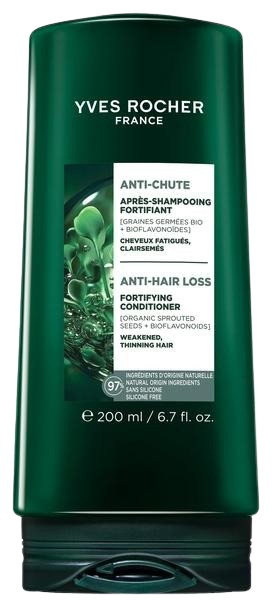 YVES ROCHER
FRANCE
ANTI-CHUTE
APRÈS-SHAMPOOING
FORTIFIANT
[GRAINES GERMÉES BIO
+ BIOFLAVONOÏDES]
CHEVEUX FATIGUÉS,
CLAIRSEMÉS
ANTI-HAIR LOSS
FORTIFYING
CONDITIONER
[ORGANIC SPROUTED
SEEDS + BIOFLAVONOIDS]
WEAKENED,
THINNING HAIR
97%
INGRÉDIENTS D'ORIGINE NATURELLE
NATURAL ORIGIN INGREDIENTS
SANS SILICONE
SILICONE FREE
℮ 200 ml / 6.7 fl. oz.